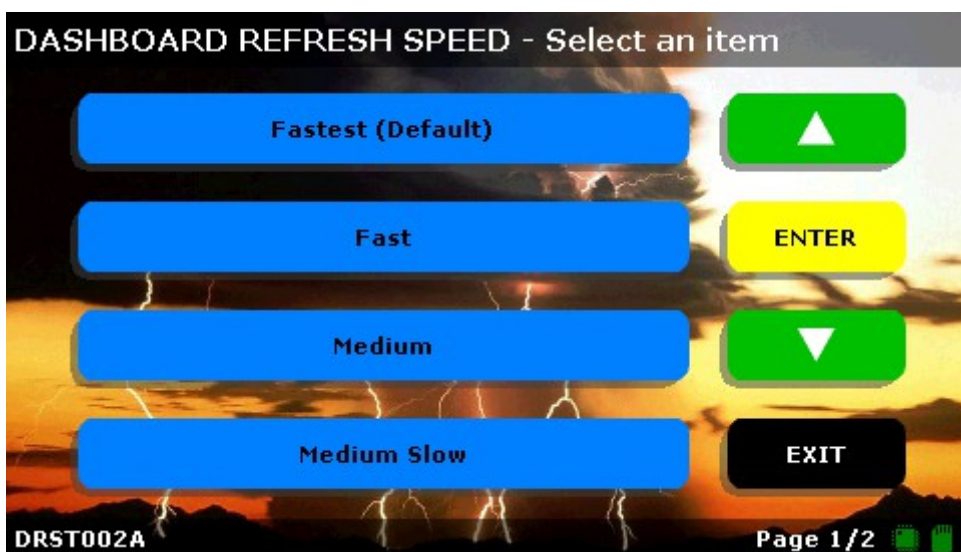 DASHBOARD REFRESH SPEED - Select an item
Fastest (Default)
Fast
ENTER
Medium
Medium Slow
EXIT
DRST002A
Page 1/2